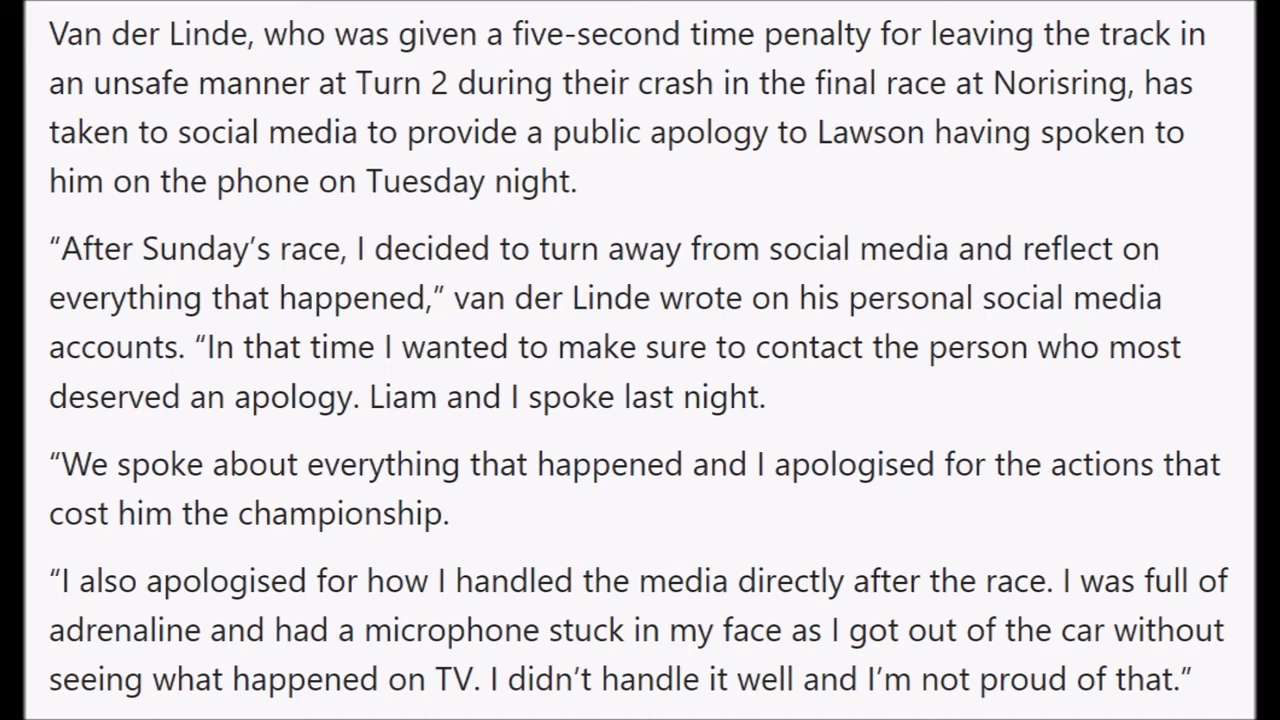 Van der Linde, who was given a five-second time penalty for leaving the track in
an unsafe manner at Turn 2 during their crash in the final race at Norisring, has
taken to social media to provide a public apology to Lawson having spoken to
him on the phone on Tuesday night.
“After Sunday’s race, I decided to turn away from social media and reflect on
everything that happened,” van der Linde wrote on his personal social media
accounts. “In that time I wanted to make sure to contact the person who most
deserved an apology. Liam and I spoke last night.
“We spoke about everything that happened and I apologised for the actions that
cost him the championship.
“I also apologised for how I handled the media directly after the race. I was full of
adrenaline and had a microphone stuck in my face as I got out of the car without
seeing what happened on TV. I didn’t handle it well and I’m not proud of that.”